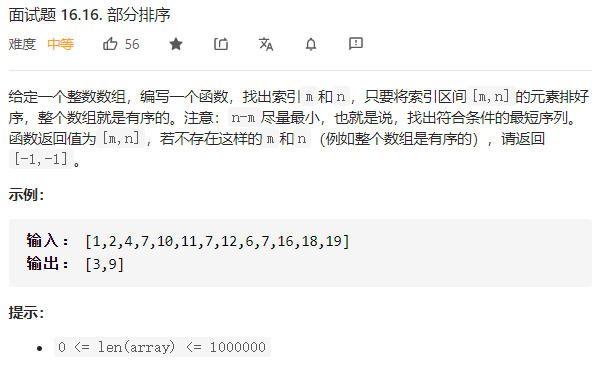 面试题 16.16. 部分排序
难度 中等 56
给定一个整数数组，编写一个函数，找出索引 m 和 n ，只要将索引区间 [m,n] 的元素排好
序，整个数组就是有序的。注意： n-m 尽量最小，也就是说，找出符合条件的最短序列。
函数返回值为 [m,n] ，若不存在这样的 m 和 n （例如整个数组是有序的），请返回
[-1,-1] 。
示例：
输入： [1,2,4,7,10,11,7,12,6,7,16,18,19]
输出： [3,9]
提示：
0 <= len(array) <= 1000000